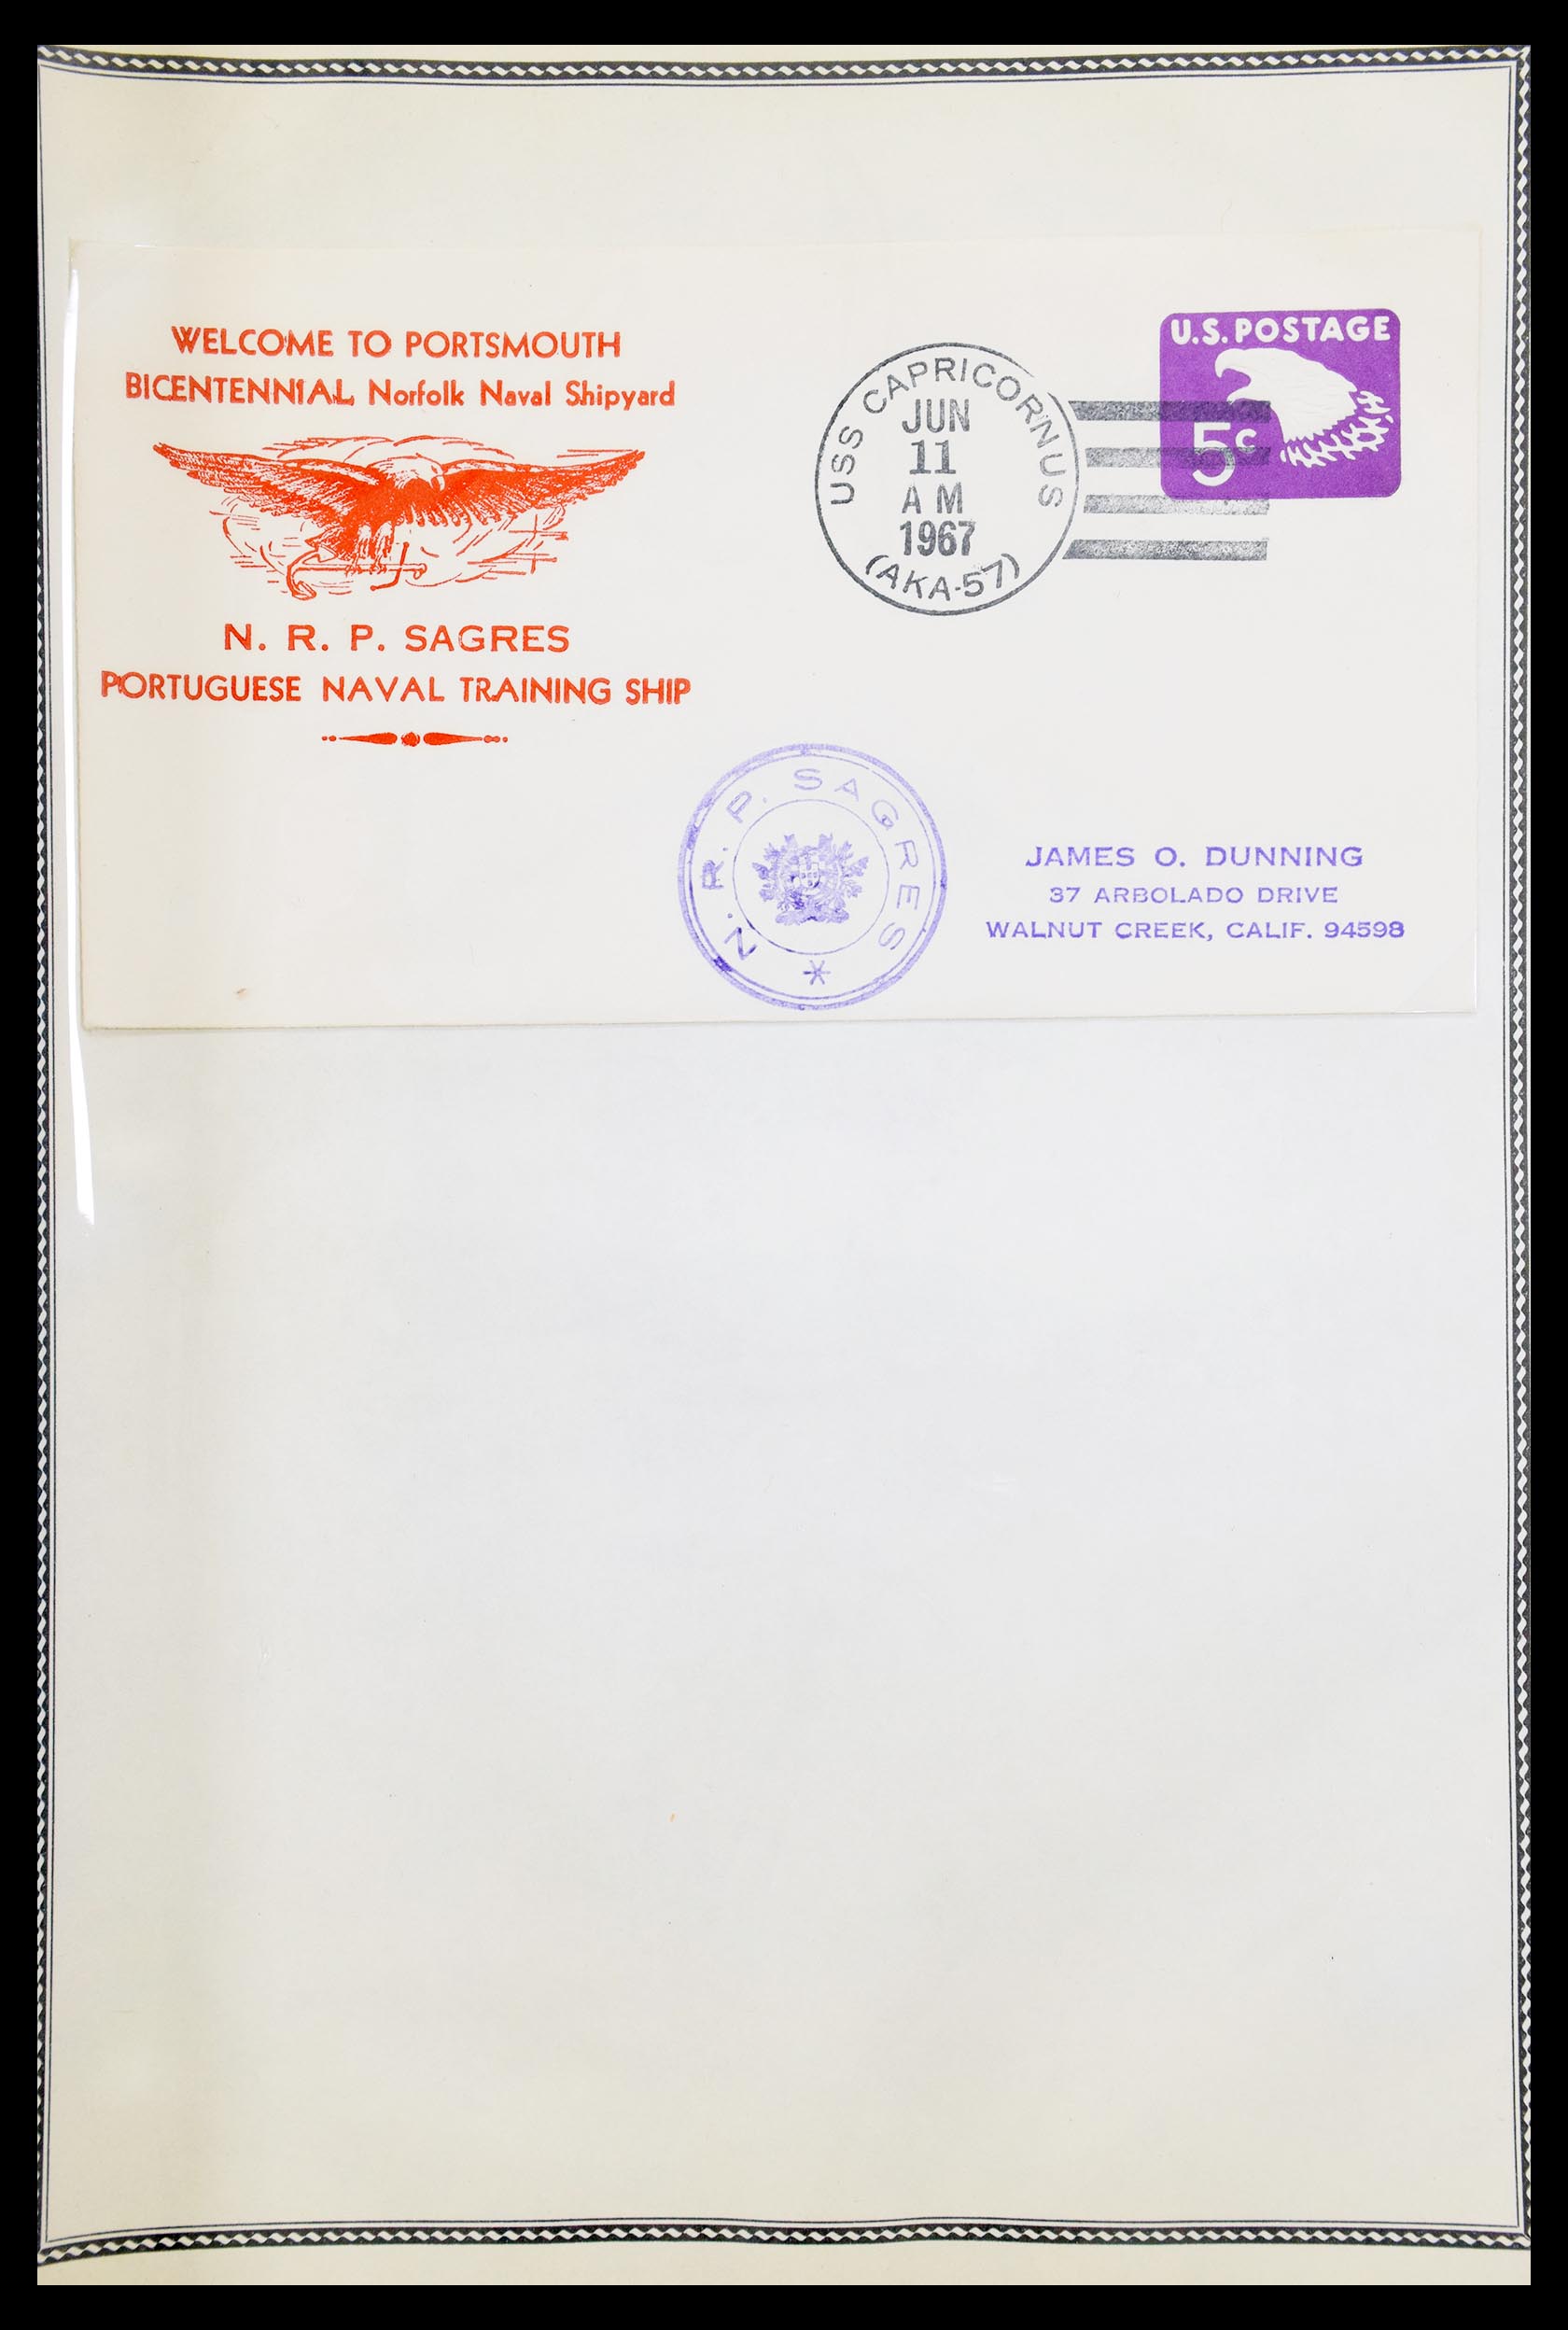 WELCOME TO PORTSMOUTH
BICENTENNIAL Norfolk Naval Shipyard
N. R. P. SAGRES
PORTUGUESE NAVAL TRAINING SHIP
USS CAPRICORNUS
JUN
11
AM
1967
(AKA-57)
U.S. POSTAGE
5c
N. R. P. SAGRES *
JAMES O. DUNNING
37 ARBOLADO DRIVE
WALNUT CREEK, CALIF. 94598